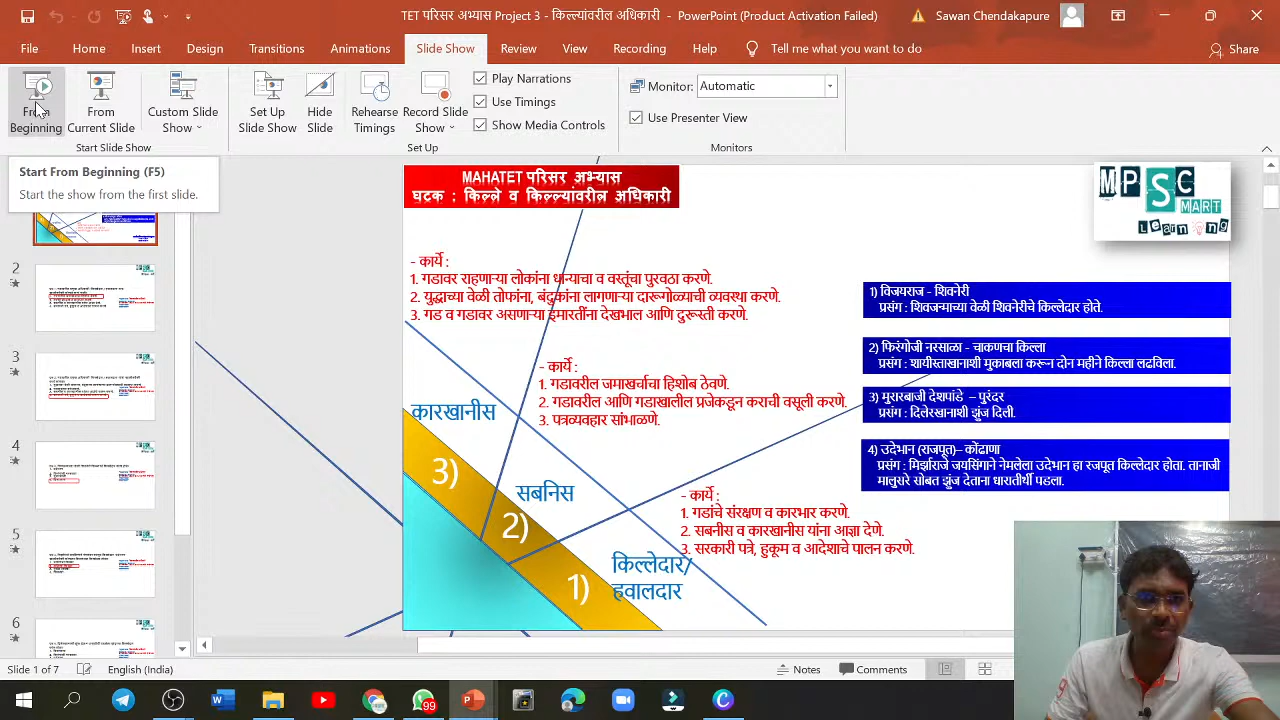 TET परिसर अभ्यास Project 3 - किल्ल्यांवरील अधिकारी - PowerPoint (Product Activation Failed)
Sawan Chendakapure
File Home Insert Design Transitions Animations Slide Show Review View Recording Help Tell me what you want to do
Share
From Beginning
From Current Slide
Custom Slide Show
Set Up Slide Show
Hide Slide
Rehearse Timings
Record Slide Show
Play Narrations
Use Timings
Show Media Controls
Monitor: Automatic
Use Presenter View
Start Slide Show
Set Up
Monitors
Start From Beginning (F5)
Start the show from the first slide.
2
3
4
5
6
MAHATET परिसर अभ्यास
घटक : किल्ले व किल्ल्यांवरील अधिकारी
MPSC
MART
Learning
- कार्ये :
1. गडावर राहणाऱ्या लोकांना धान्याचा व वस्तूंचा पुरवठा करणे.
2. युद्धाच्या वेळी तोफांना, बंदुकांना लागणाऱ्या दारूगोळ्याची व्यवस्था करणे.
3. गड व गडावर असणाऱ्या इमारतींना देखभाल आणि दुरूस्ती करणे.
- कार्ये :
1. गडावरील जमाखर्चाचा हिशोब ठेवणे.
2. गडावरील आणि गडाखालील प्रजेकडून कराची वसूली करणे.
3. पत्रव्यवहार सांभाळणे.
- कार्ये :
1. गडांचे संरक्षण व कारभार करणे.
2. सबनीस व कारखानीस यांना आज्ञा देणे.
3. सरकारी पत्रे, हुकूम व आदेशाचे पालन करणे.
कारखानीस
3)
सबनिस
2)
किल्लेदार/
हवालदार
1)
1) विजयराज - शिवनेरी
प्रसंग : शिवजन्माच्या वेळी शिवनेरीचे किल्लेदार होते.
2) फिरंगोजी नरसाळा - चाकणचा किल्ला
प्रसंग : शायीस्ताखानाशी मुकाबला करून दोन महीने किल्ला लढविला.
3) मुरारबाजी देशपांडे – पुरंदर
प्रसंग : दिलेरखानाशी झुंज दिली.
4) उदेभान (राजपूत)– कोंढाणा
प्रसंग : मिर्झाराजे जयसिंगाने नेमलेला उदेभान हा रजपूत किल्लेदार होता. तानाजी
मालुसरे सोबत झुंज देताना धारातीर्थी पडला.
Slide 1 of 7
English (India)
Notes
Comments
99